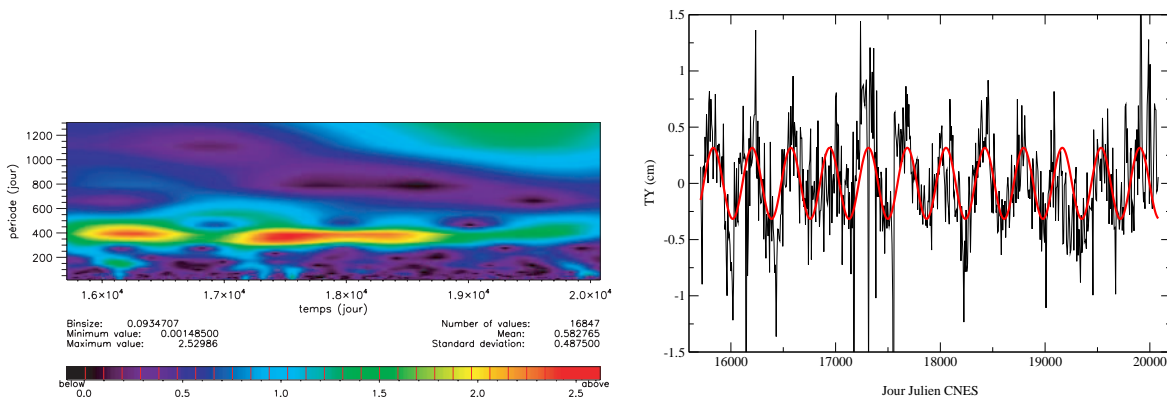 1200
1000
800
600
400
200
période (jour)
1.6×10⁴
1.7×10⁴
1.8×10⁴
1.9×10⁴
2.0×10⁴
temps (jour)
Binsize: 0.0934707
Minimum value: 0.00148500
Maximum value: 2.52986
Number of values: 16847
Mean: 0.582765
Standard deviation: 0.487500
below
0.0
0.5
1.0
1.5
2.0
2.5
above
1.5
1
0.5
0
-0.5
-1
-1.5
TY (cm)
16000
17000
18000
19000
20000
Jour Julien CNES